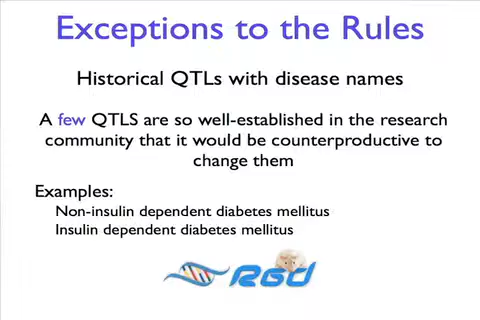 Exceptions to the Rules
Historical QTLs with disease names
A few QTLS are so well-established in the research
community that it would be counterproductive to
change them
Examples:
Non-insulin dependent diabetes mellitus
Insulin dependent diabetes mellitus
RGD